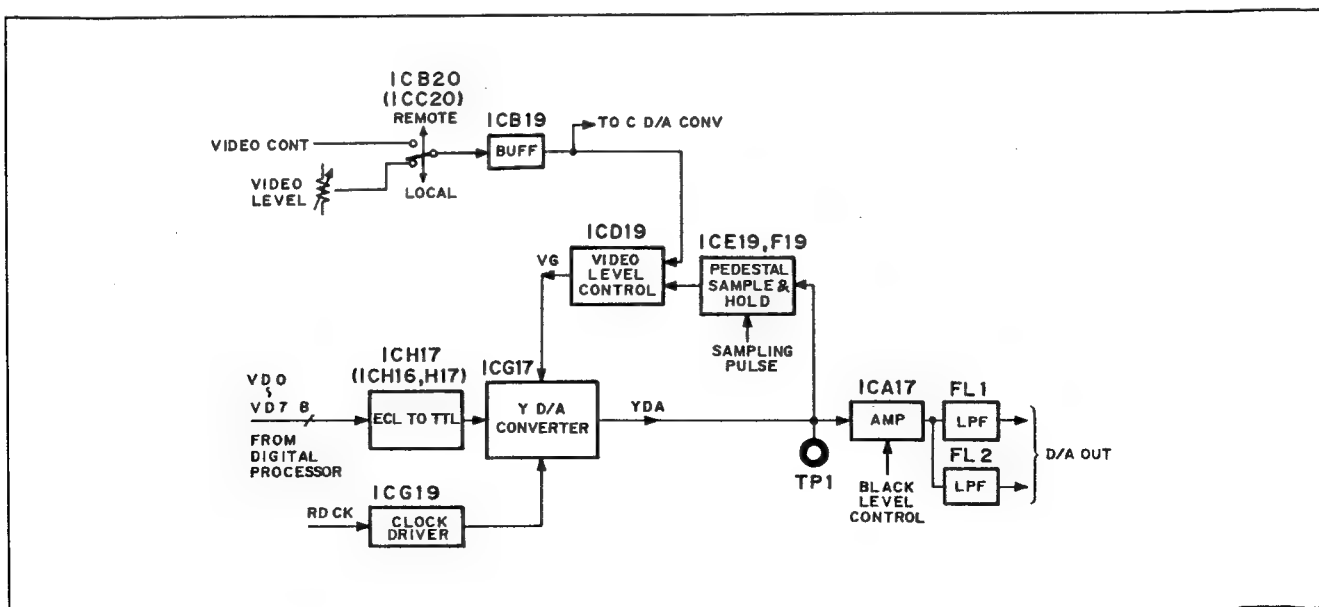 ICB20
(ICC20)
REMOTE
VIDEO CONT
VIDEO
LEVEL
LOCAL
ICB19
BUFF
TO C D/A CONV
ICD19
VIDEO
LEVEL
CONTROL
VG
ICE19, F19
PEDESTAL
SAMPLE &
HOLD
SAMPLING
PULSE
VD0
VD7 8
FROM
DIGITAL
PROCESSOR
ICH17
(ICH16, H17)
ECL TO TTL
ICG17
Y D/A
CONVERTER
YDA
TP1
ICA17
AMP
BLACK
LEVEL
CONTROL
FL1
LPF
FL2
LPF
D/A OUT
RDCK
ICG19
CLOCK
DRIVER